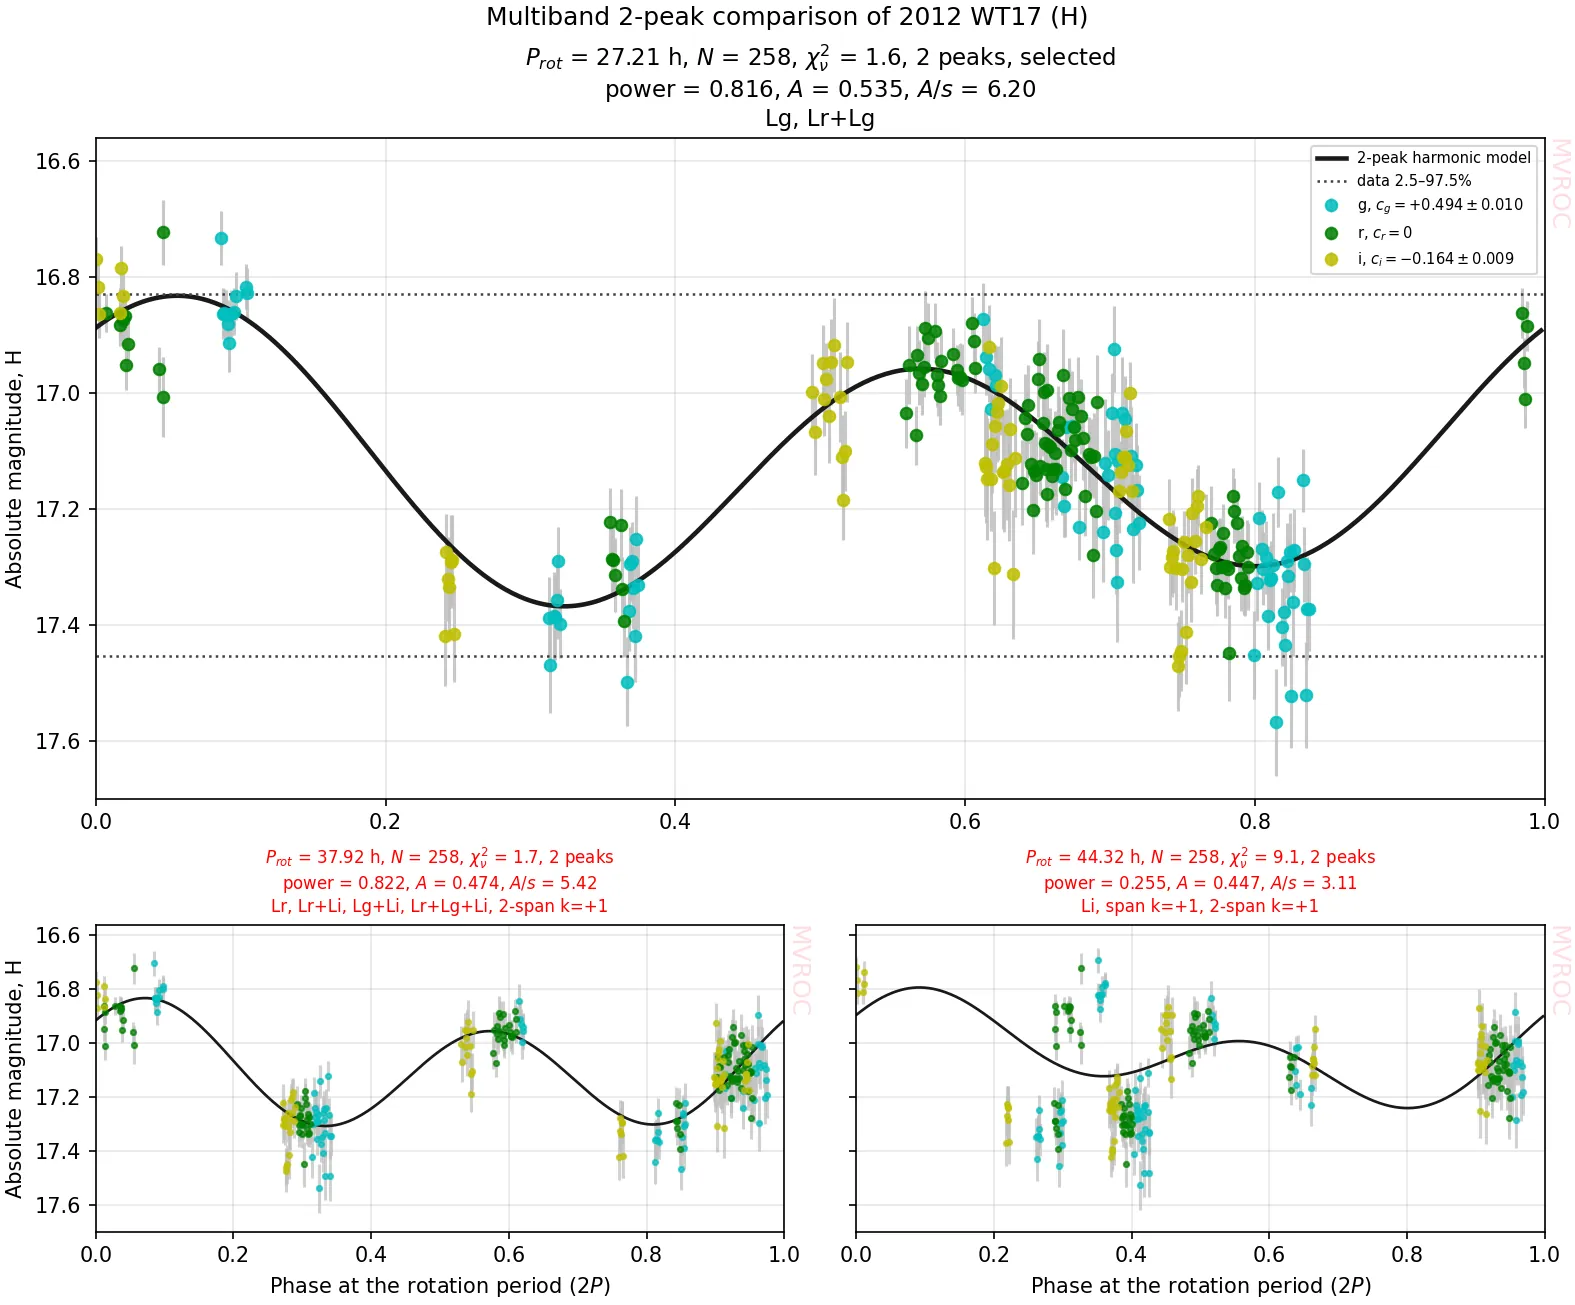 Multiband 2-peak comparison of 2012 WT17 (H)
P_rot = 27.21 h, N = 258, χ²_ν = 1.6, 2 peaks, selected
power = 0.816, A = 0.535, A/s = 6.20
Lg, Lr+Lg
2-peak harmonic model
data 2.5–97.5%
g, c_g = +0.494 ± 0.010
r, c_r = 0
i, c_i = −0.164 ± 0.009
MVROC
Absolute magnitude, H
16.6
16.8
17.0
17.2
17.4
17.6
0.0 0.2 0.4 0.6 0.8 1.0
P_rot = 37.92 h, N = 258, χ²_ν = 1.7, 2 peaks
power = 0.822, A = 0.474, A/s = 5.42
Lr, Lr+Li, Lg+Li, Lr+Lg+Li, 2-span k=+1
MVROC
Absolute magnitude, H
16.6
16.8
17.0
17.2
17.4
17.6
0.0 0.2 0.4 0.6 0.8 1.0
Phase at the rotation period (2P)
P_rot = 44.32 h, N = 258, χ²_ν = 9.1, 2 peaks
power = 0.255, A = 0.447, A/s = 3.11
Li, span k=+1, 2-span k=+1
MVROC
0.0 0.2 0.4 0.6 0.8 1.0
Phase at the rotation period (2P)